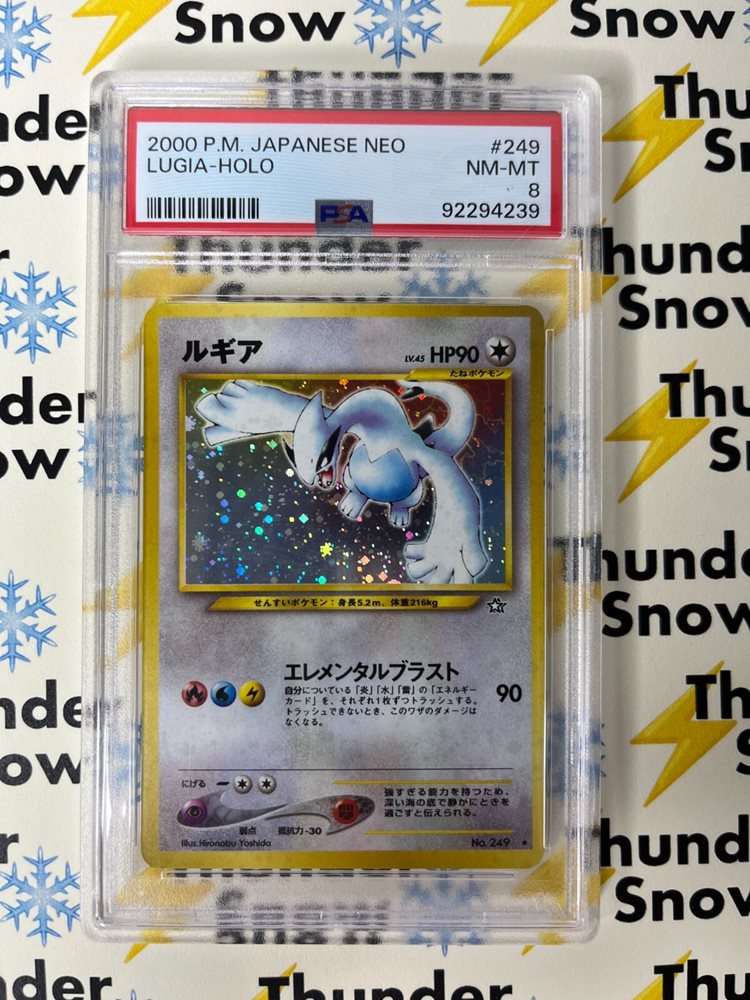 Snow
Thunder
Snow
2000 P.M. JAPANESE NEO #249
LUGIA-HOLO NM-MT
8
PSA 92294239
Thunder
Snow
ルギア LV.45 HP90
たねポケモン
せんすいポケモン：身長5.2m、体重216kg
エレメンタルブラスト 90
自分についている「炎」「水」「雷」の「エネルギー
カード」を、それぞれ1枚ずつトラッシュする。
トラッシュできないとき、このワザのダメージは
なくなる。
にげる
弱点 抵抗力 -30
強すぎる能力を持つため、
深い海の底で静かにときを
過ごすと伝えられる。
Illus.Hironobu Yoshida No. 249
Thunder
Snow
Thunder
Snow
Thunder
Snow
Thunder